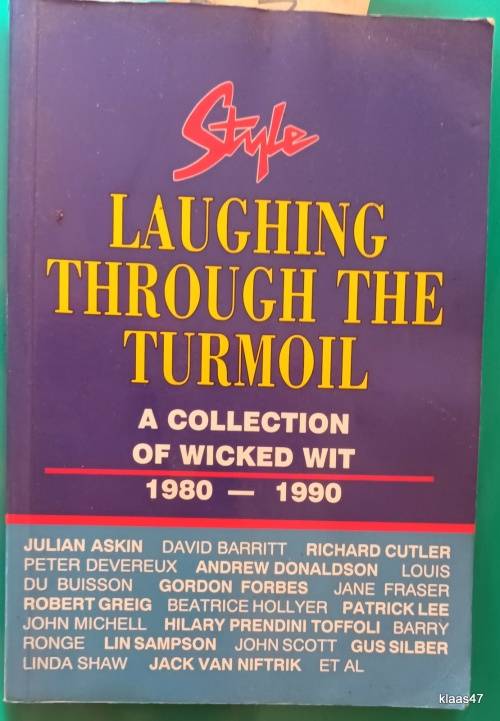 Style
LAUGHING
THROUGH THE
TURMOIL
A COLLECTION
OF WICKED WIT
1980 — 1990
JULIAN ASKIN DAVID BARRITT RICHARD CUTLER
PETER DEVEREUX ANDREW DONALDSON LOUIS
DU BUISSON GORDON FORBES JANE FRASER
ROBERT GREIG BEATRICE HOLLYER PATRICK LEE
JOHN MICHELL HILARY PRENDINI TOFFOLI BARRY
RONGE LIN SAMPSON JOHN SCOTT GUS SILBER
LINDA SHAW JACK VAN NIFTRIK ET AL
klaas47